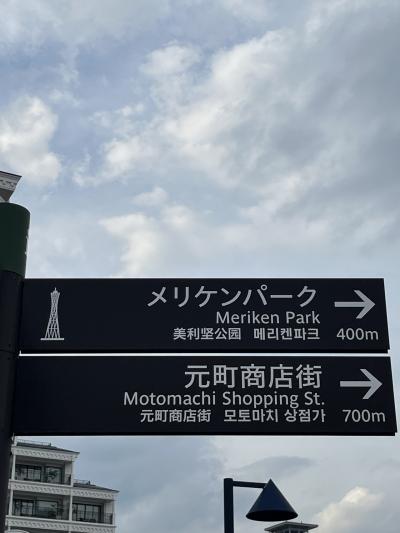 メリケンパーク
Meriken Park
美利坚公园 메리켄파크 400m
元町商店街
Motomachi Shopping St.
元町商店街 모토마치 상점가 700m